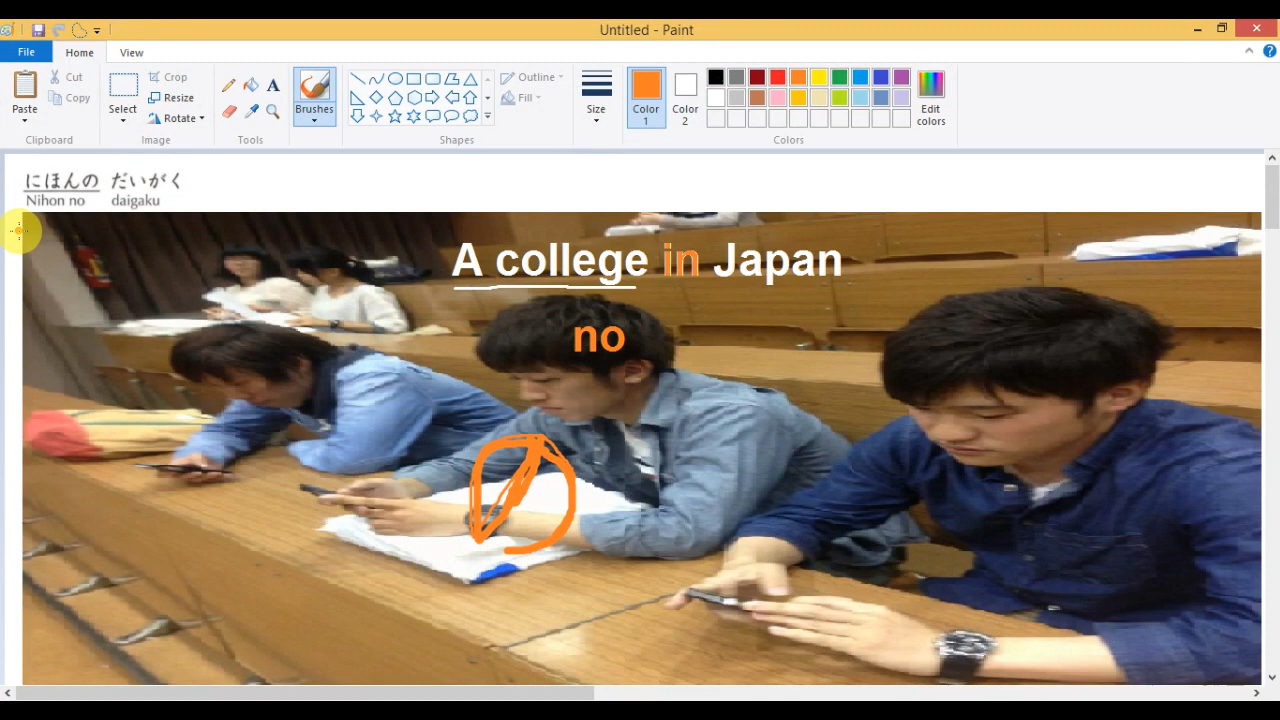 Untitled - Paint
File Home View
Paste
Cut
Copy
Clipboard
Select
Crop
Resize
Rotate
Image
A
Tools
Brushes
Shapes
Outline
Fill
Size
Color 1
Color 2
Edit colors
Colors
にほんの だいがく
Nihon no daigaku
A college in Japan
no
の